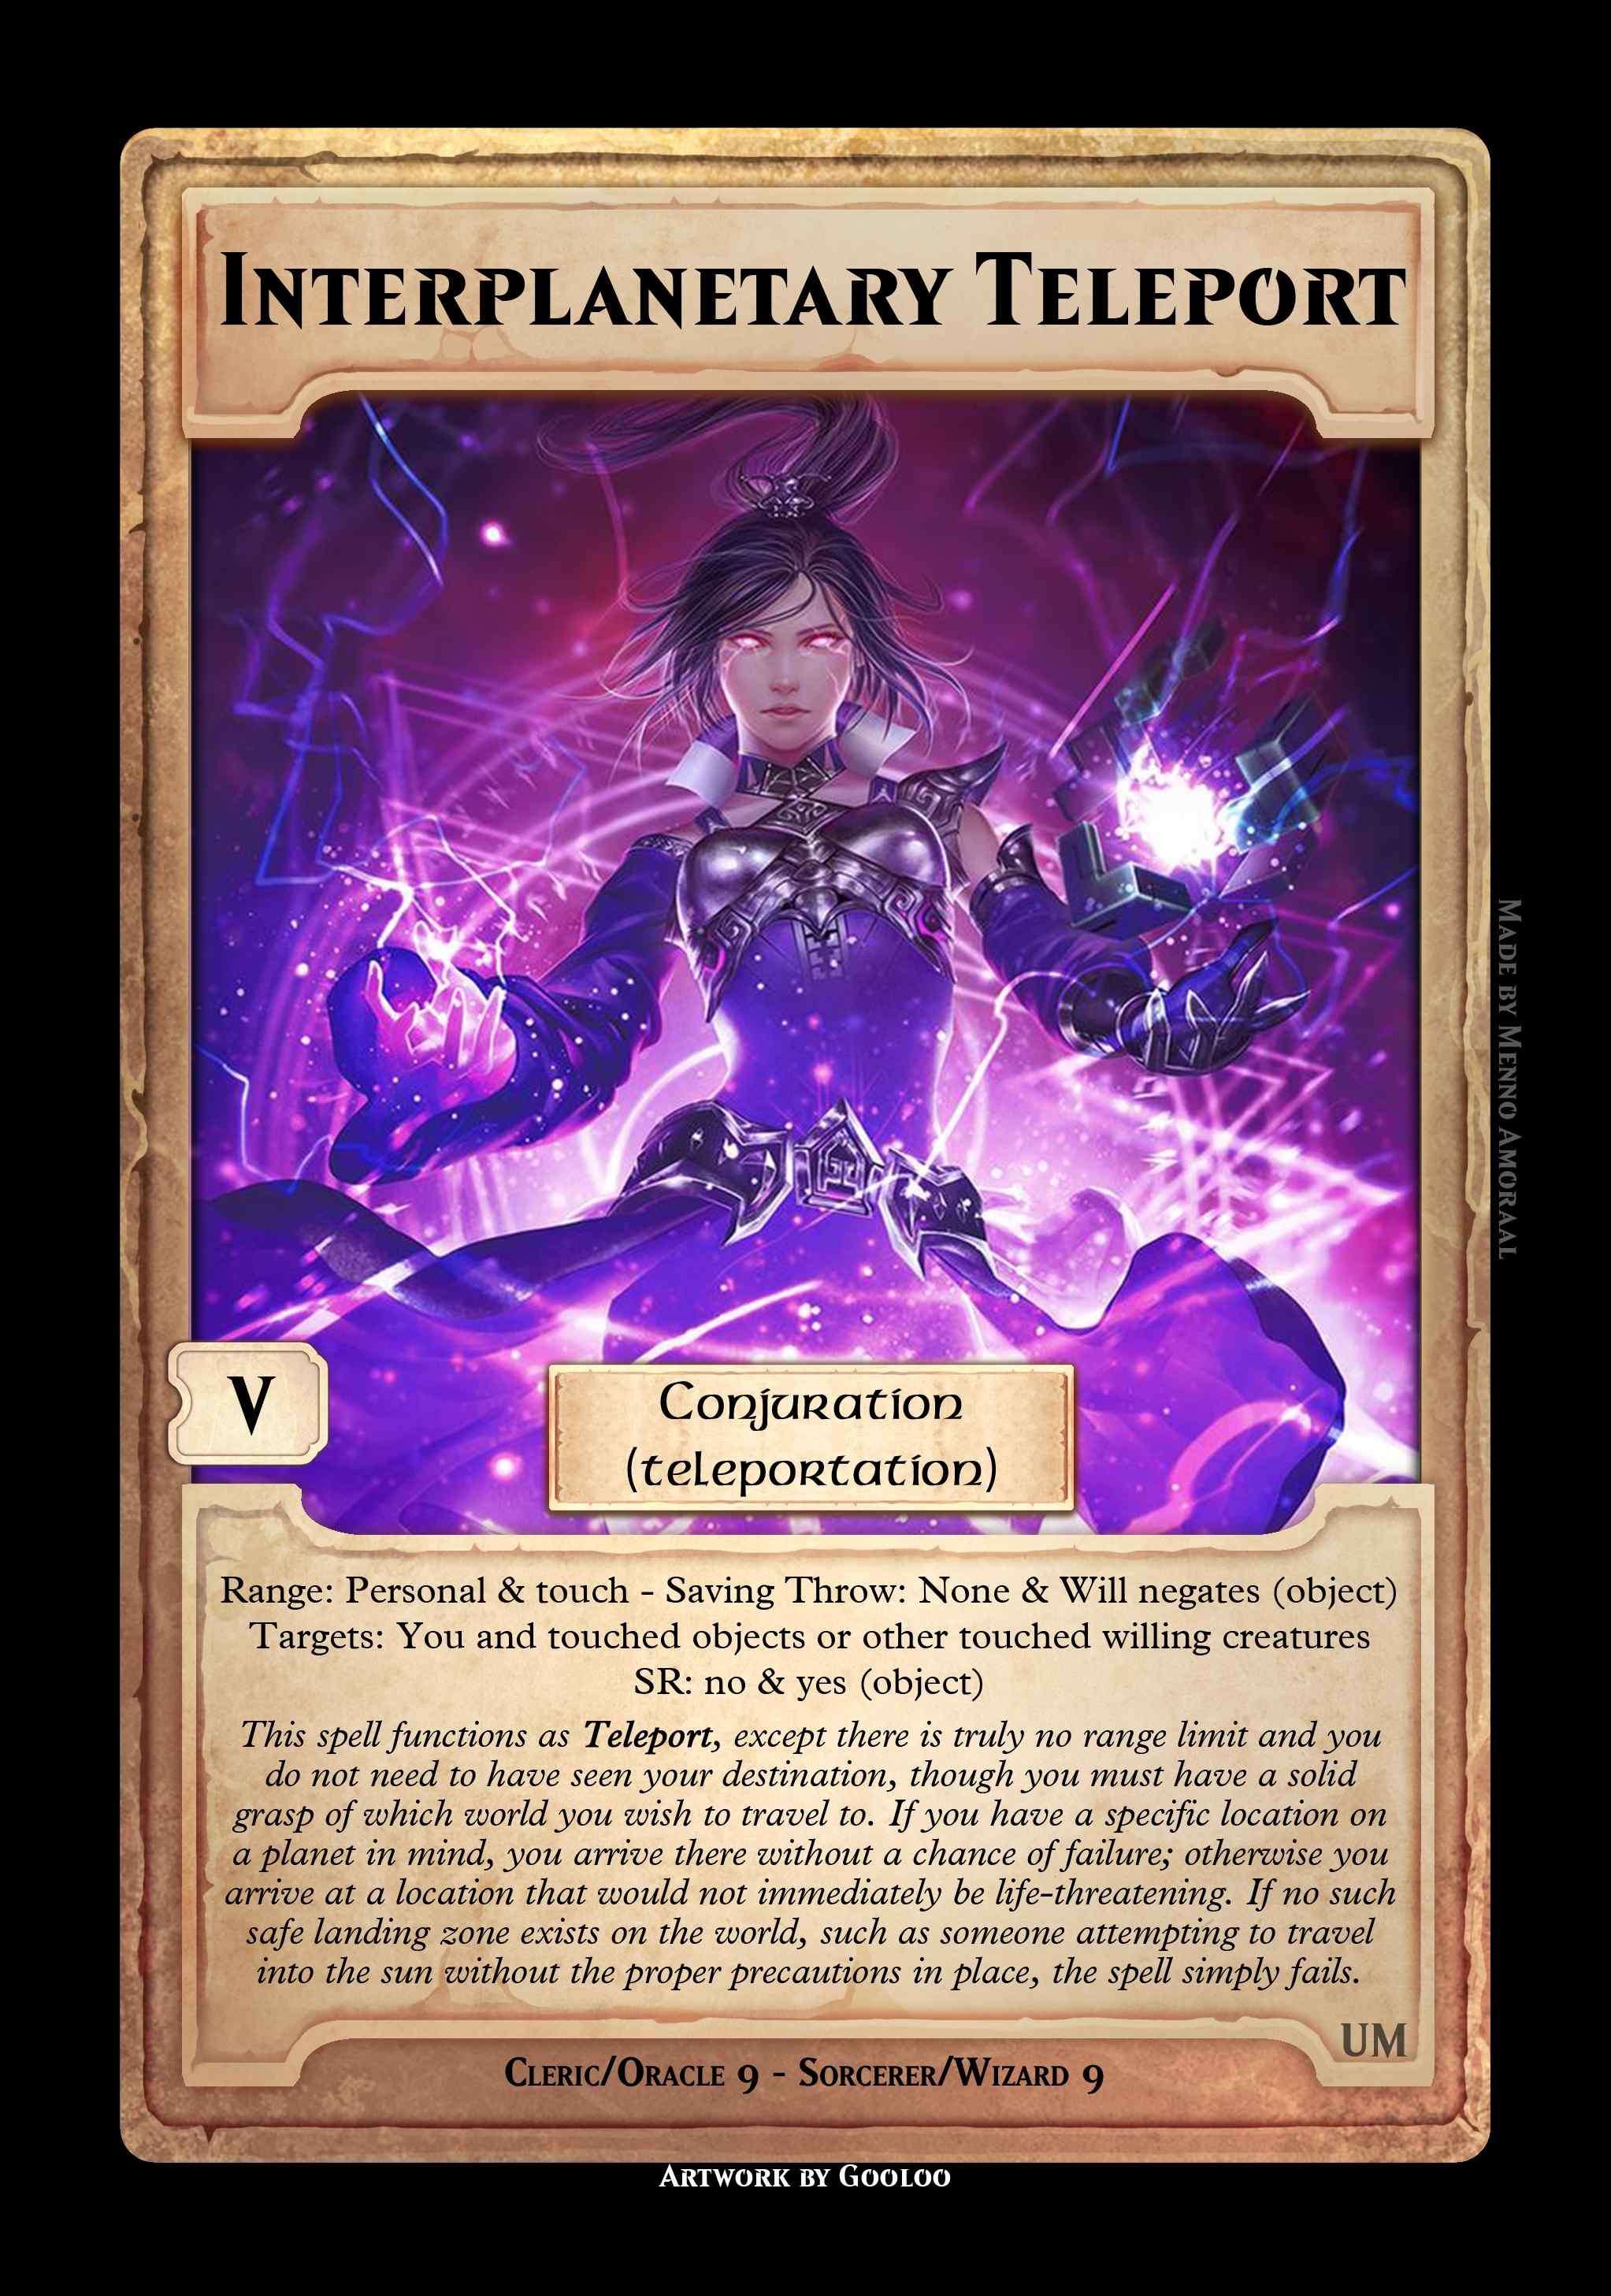 Interplanetary Teleport
V
Conjuration
(teleportation)
Range: Personal & touch - Saving Throw: None & Will negates (object)
Targets: You and touched objects or other touched willing creatures
SR: no & yes (object)
This spell functions as Teleport, except there is truly no range limit and you
do not need to have seen your destination, though you must have a solid
grasp of which world you wish to travel to. If you have a specific location on
a planet in mind, you arrive there without a chance of failure; otherwise you
arrive at a location that would not immediately be life-threatening. If no such
safe landing zone exists on the world, such as someone attempting to travel
into the sun without the proper precautions in place, the spell simply fails.
UM
Cleric/Oracle 9 - Sorcerer/Wizard 9
Artwork by Gooloo
Made by Menno Amoraal